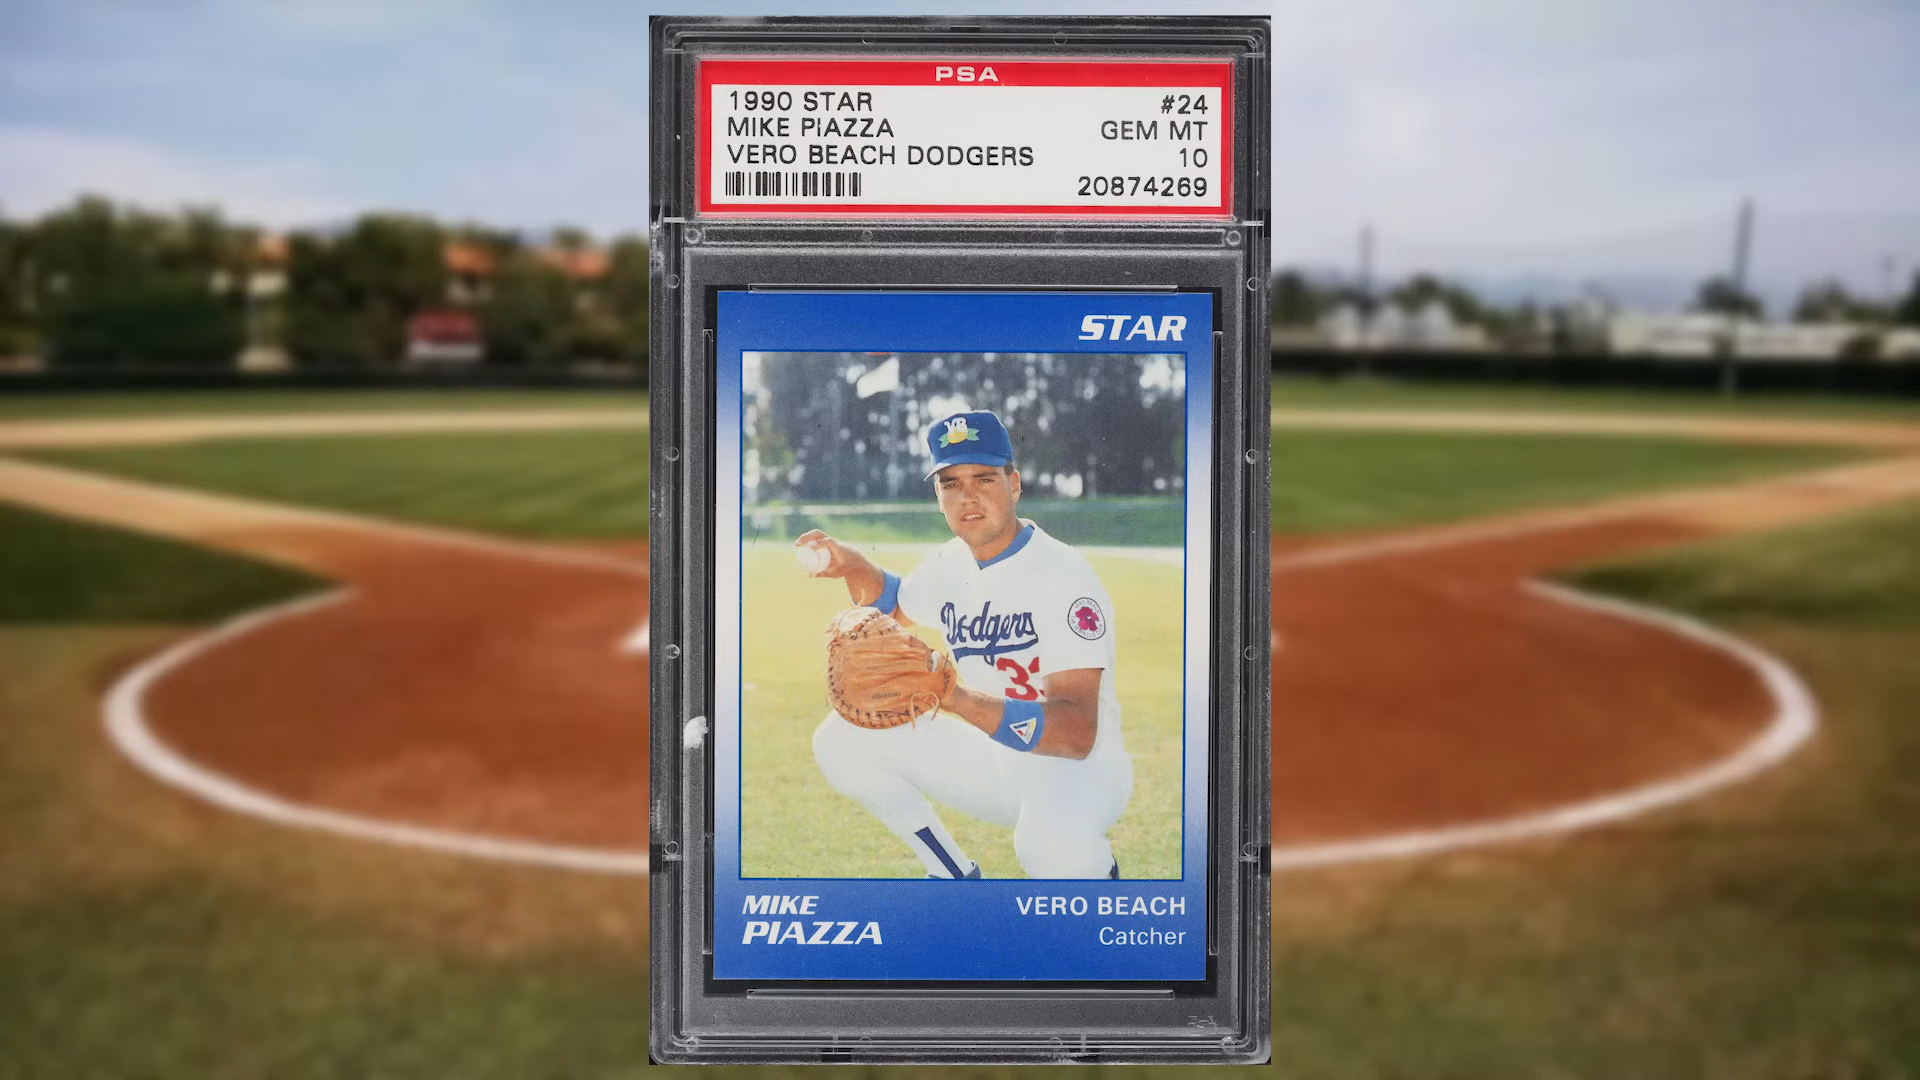 PSA
1990 STAR #24
MIKE PIAZZA GEM MT
VERO BEACH DODGERS 10
20874269
STAR
VB
Dodgers
MIKE
PIAZZA
VERO BEACH
Catcher